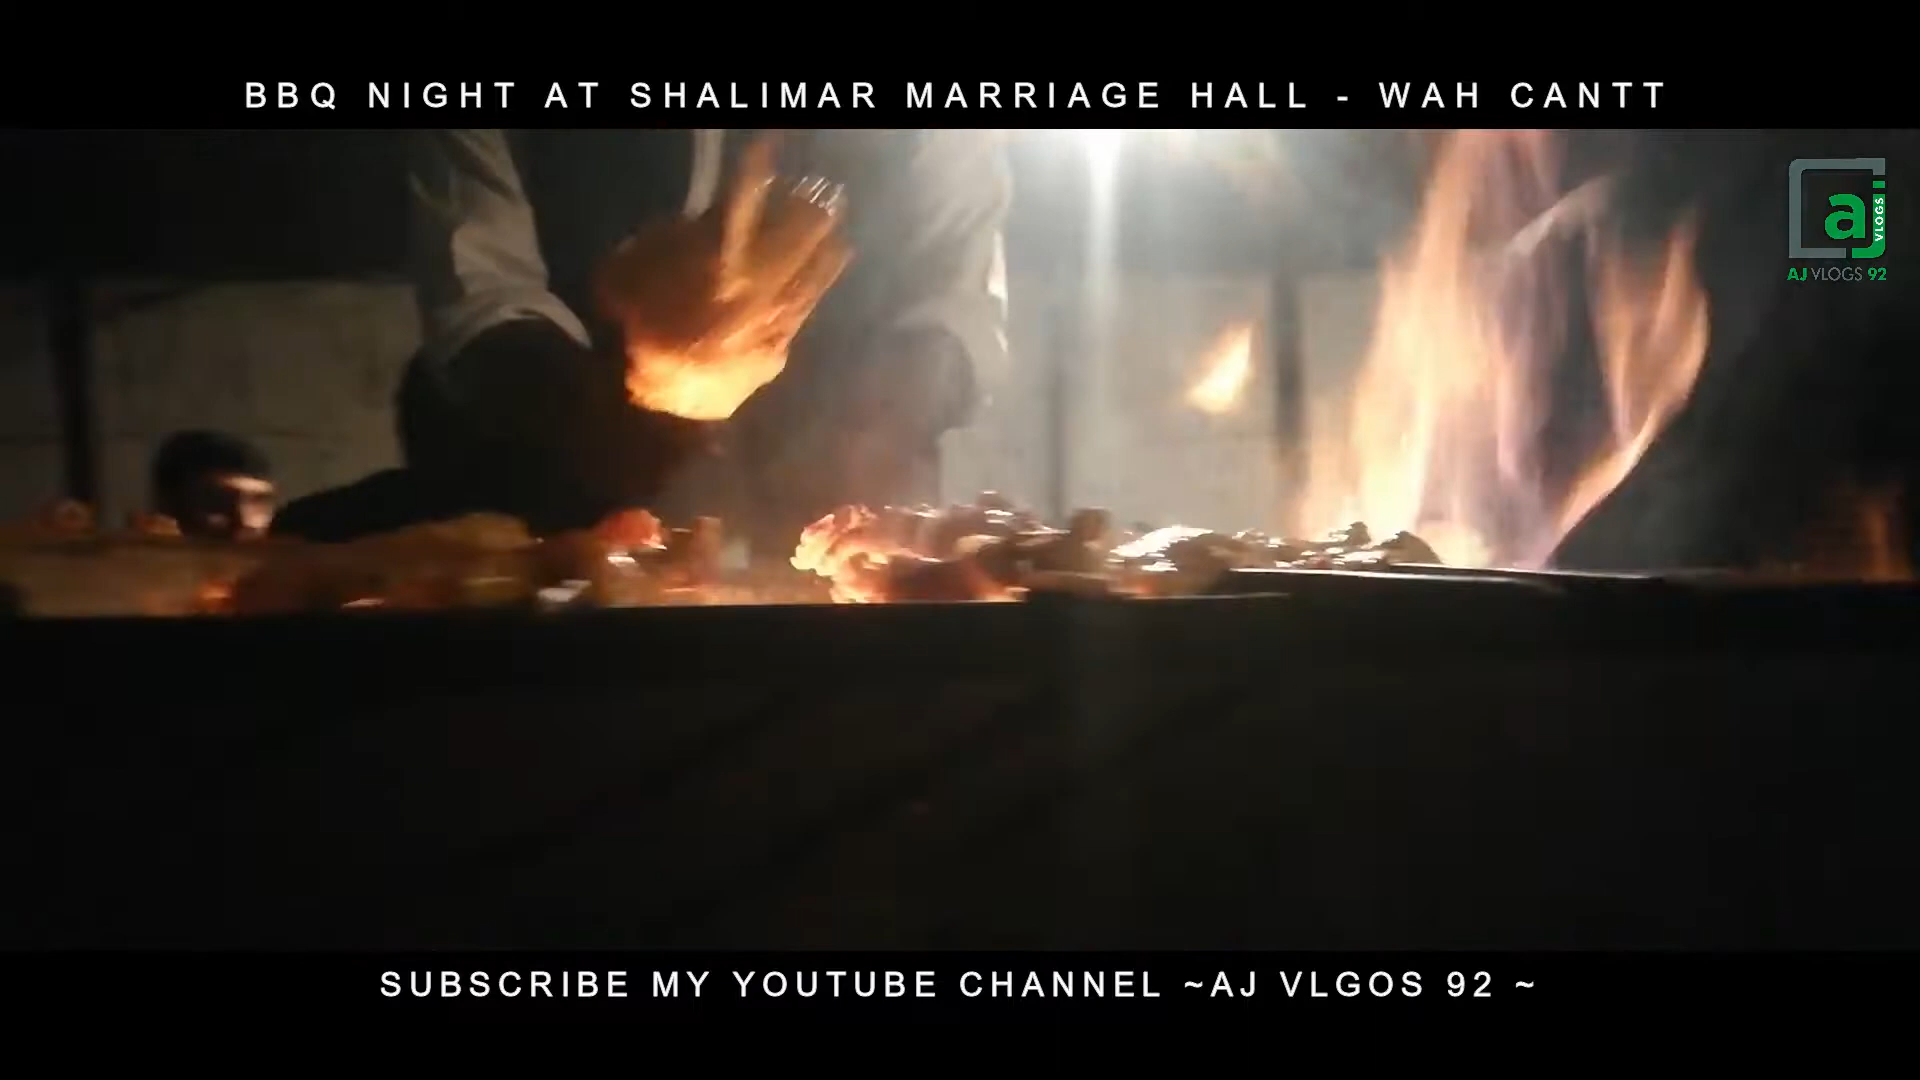 BBQ NIGHT AT SHALIMAR MARRIAGE HALL - WAH CANTT
aj
VLOGS
AJ VLOGS 92
SUBSCRIBE MY YOUTUBE CHANNEL ~AJ VLGOS 92 ~